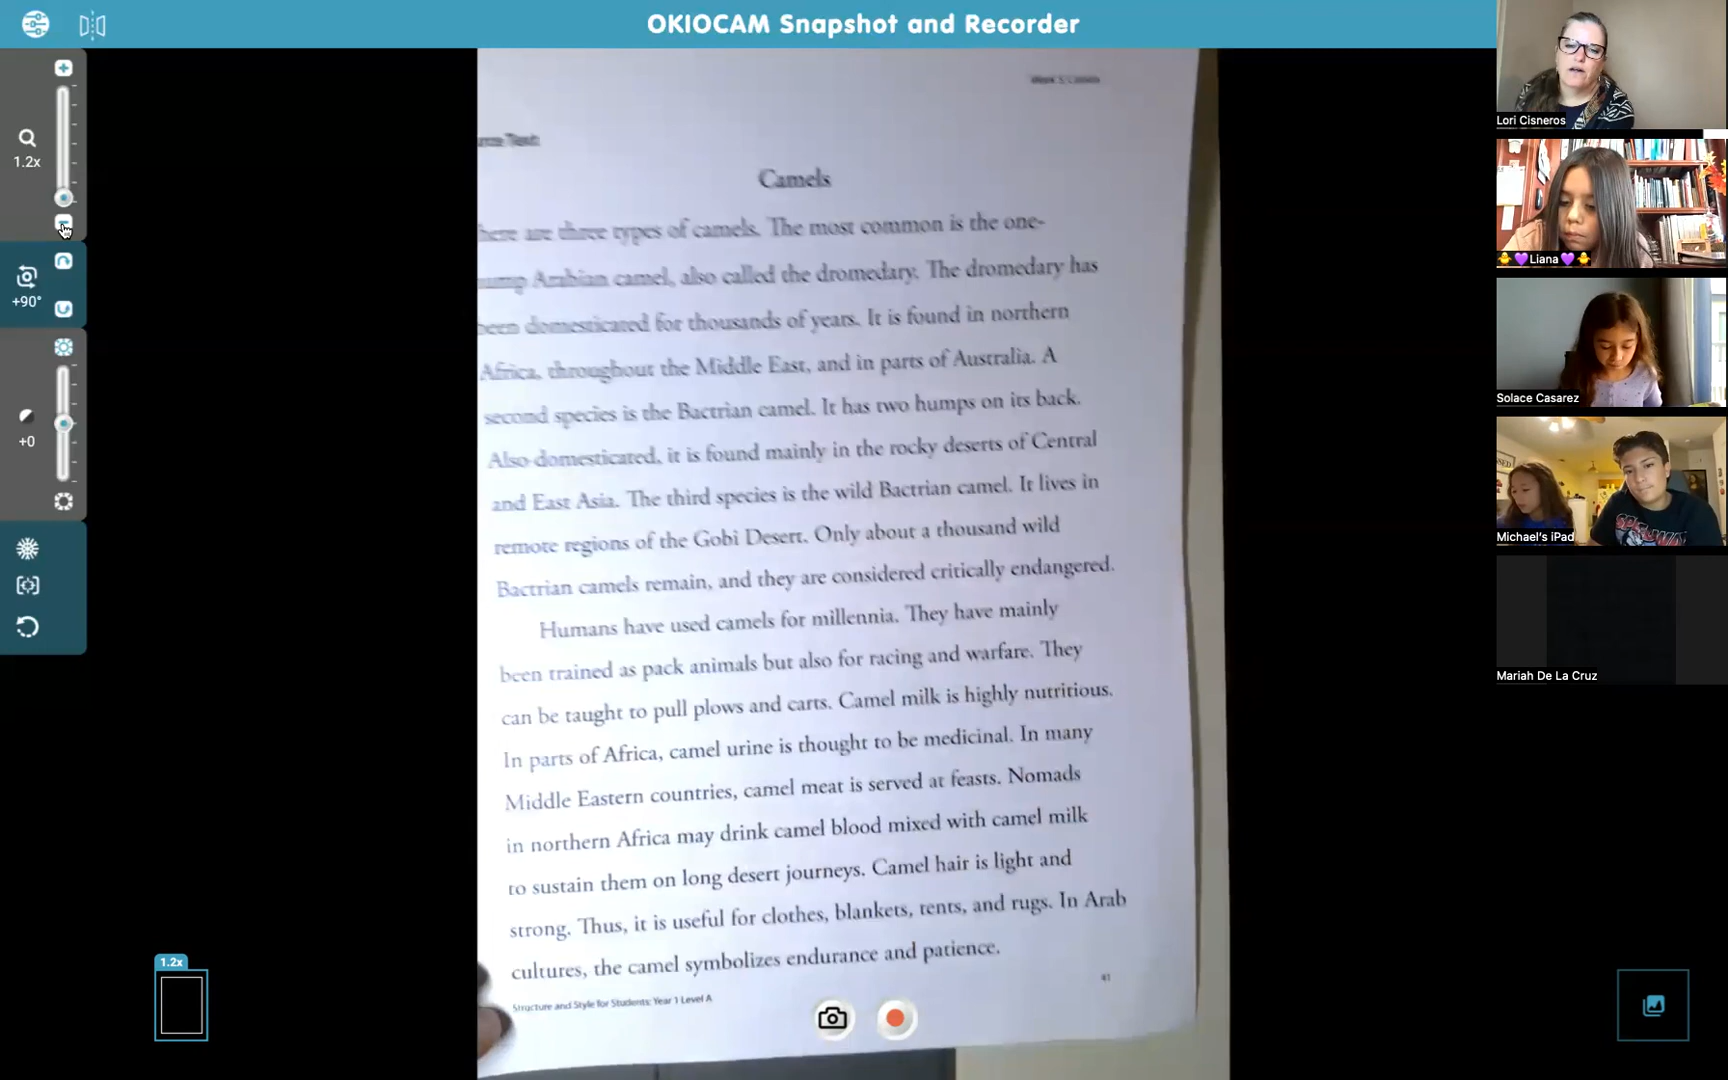 OKIOCAM Snapshot and Recorder
1.2x
+90°
+0
1.2x
Camels
here are three types of camels. The most common is the one-
ump Arabian camel, also called the dromedary. The dromedary has
been domesticated for thousands of years. It is found in northern
Africa, throughout the Middle East, and in parts of Australia. A
second species is the Bactrian camel. It has two humps on its back.
Also domesticated, it is found mainly in the rocky deserts of Central
and East Asia. The third species is the wild Bactrian camel. It lives in
remote regions of the Gobi Desert. Only about a thousand wild
Bactrian camels remain, and they are considered critically endangered.
Humans have used camels for millennia. They have mainly
been trained as pack animals but also for racing and warfare. They
can be taught to pull plows and carts. Camel milk is highly nutritious.
In parts of Africa, camel urine is thought to be medicinal. In many
Middle Eastern countries, camel meat is served at feasts. Nomads
in northern Africa may drink camel blood mixed with camel milk
to sustain them on long desert journeys. Camel hair is light and
strong. Thus, it is useful for clothes, blankets, tents, and rugs. In Arab
cultures, the camel symbolizes endurance and patience.
Structure and Style for Students: Year 1 Level A
Lori Cisneros
Liana
Solace Casarez
Michael's iPad
Mariah De La Cruz